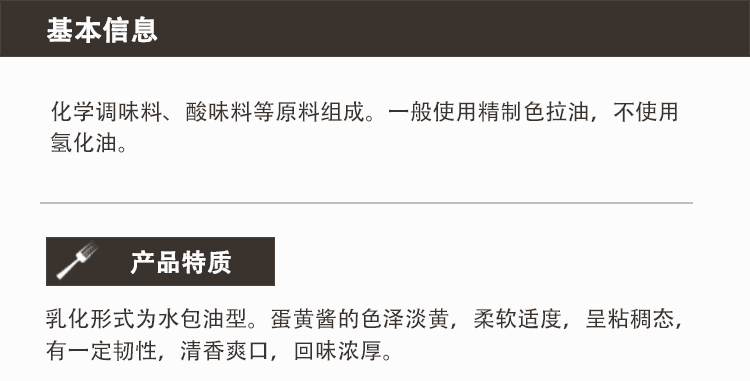 基本信息
化学调味料、酸味料等原料组成。一般使用精制色拉油，不使用
氢化油。
产品特质
乳化形式为水包油型。蛋黄酱的色泽淡黄，柔软适度，呈粘稠态，
有一定韧性，清香爽口，回味浓厚。